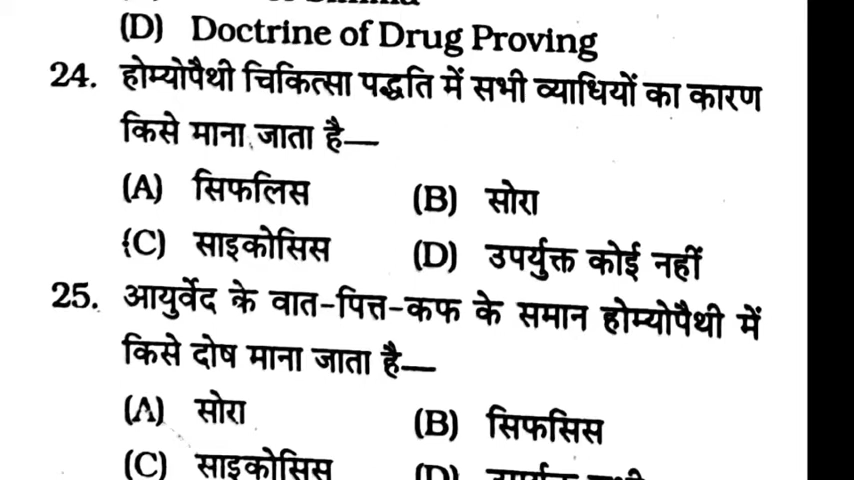 (D) Doctrine of Drug Proving
24. होम्योपैथी चिकित्सा पद्धति में सभी व्याधियों का कारण
किसे माना जाता है—
(A) सिफलिस (B) सोरा
(C) साइकोसिस (D) उपर्युक्त कोई नहीं
25. आयुर्वेद के वात-पित्त-कफ के समान होम्योपैथी में
किसे दोष माना जाता है—
(A) सोरा (B) सिफसिस
(C) साइकोसिस (D)